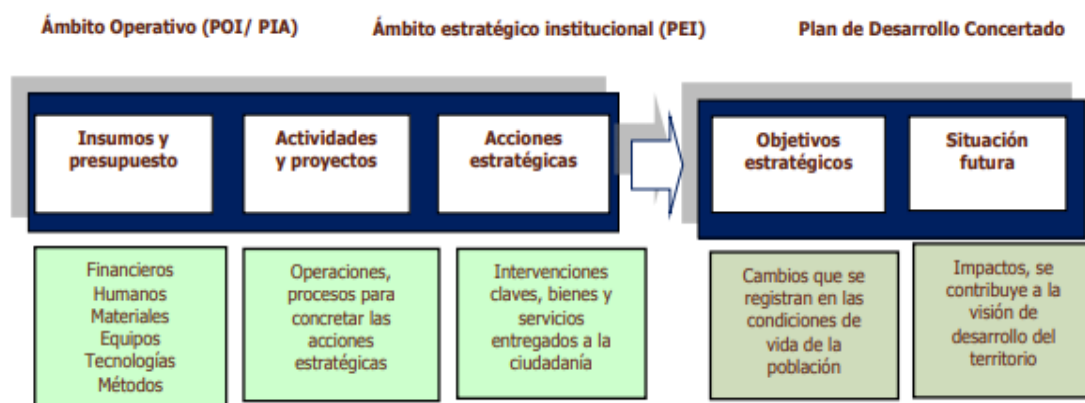 Ámbito Operativo (POI/ PIA)
Ámbito estratégico institucional (PEI)
Plan de Desarrollo Concertado
Insumos y
presupuesto
Actividades
y proyectos
Acciones
estratégicas
Objetivos
estratégicos
Situación
futura
Financieros
Humanos
Materiales
Equipos
Tecnologías
Métodos
Operaciones,
procesos para
concretar las
acciones
estratégicas
Intervenciones
claves, bienes y
servicios
entregados a la
ciudadanía
Cambios que se
registran en las
condiciones de
vida de la
población
Impactos, se
contribuye a la
visión de
desarrollo del
territorio